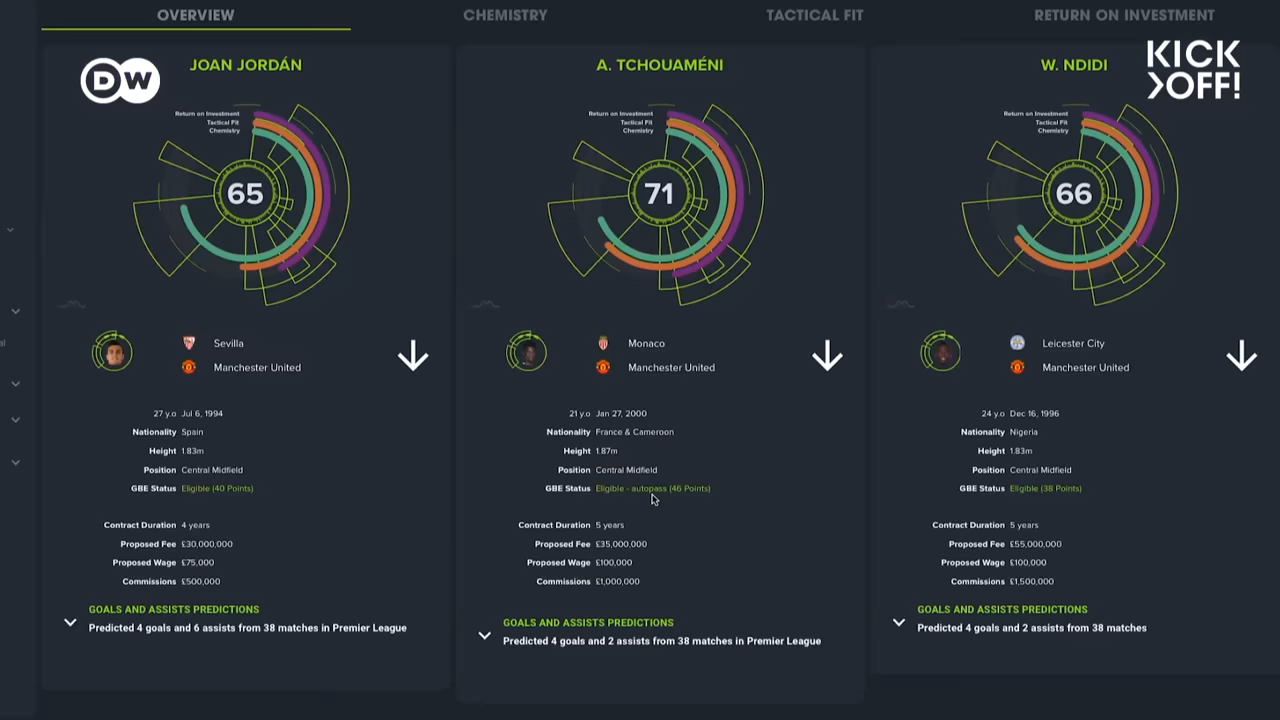 OVERVIEW
CHEMISTRY
TACTICAL FIT
RETURN ON INVESTMENT
DW
KICK
OFF!
JOAN JORDÁN
Return on Investment
Tactical Fit
Chemistry
65
Sevilla
Manchester United
27 y.o Jul 6, 1994
Nationality Spain
Height 1.83m
Position Central Midfield
GBE Status Eligible (40 Points)
Contract Duration 4 years
Proposed Fee £30,000,000
Proposed Wage £75,000
Commissions £500,000
GOALS AND ASSISTS PREDICTIONS
Predicted 4 goals and 6 assists from 38 matches in Premier League
A. TCHOUAMÉNI
Return on Investment
Tactical Fit
Chemistry
71
Monaco
Manchester United
21 y.o Jan 27, 2000
Nationality France & Cameroon
Height 1.87m
Position Central Midfield
GBE Status Eligible - autopass (46 Points)
Contract Duration 5 years
Proposed Fee £35,000,000
Proposed Wage £100,000
Commissions £1,000,000
GOALS AND ASSISTS PREDICTIONS
Predicted 4 goals and 2 assists from 38 matches in Premier League
W. NDIDI
Return on Investment
Tactical Fit
Chemistry
66
Leicester City
Manchester United
24 y.o Dec 16, 1996
Nationality Nigeria
Height 1.83m
Position Central Midfield
GBE Status Eligible (38 Points)
Contract Duration 5 years
Proposed Fee £55,000,000
Proposed Wage £100,000
Commissions £1,500,000
GOALS AND ASSISTS PREDICTIONS
Predicted 4 goals and 2 assists from 38 matches